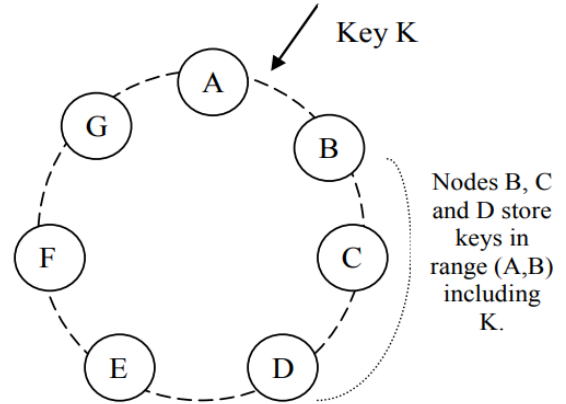 Key K
A
G
B
Nodes B, C
and D store
keys in
range (A,B)
including
K.
F
C
E
D